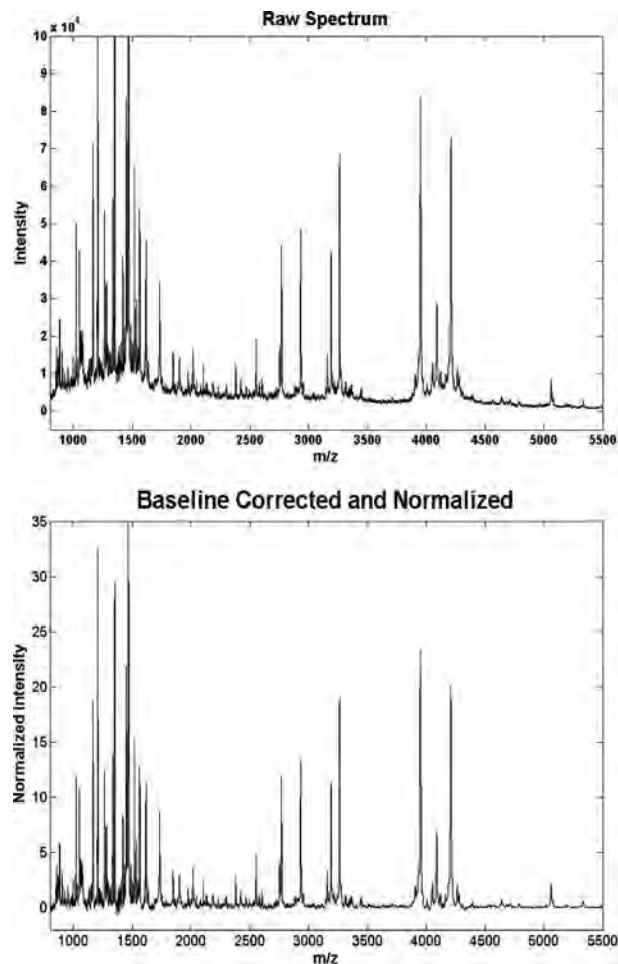 Raw Spectrum
10 x 10⁴
9
8
7
6
5
4
3
2
1
0
Intensity
1000 1500 2000 2500 3000 3500 4000 4500 5000 5500
m/z
Baseline Corrected and Normalized
35
30
25
20
15
10
5
0
Normalized Intensity
1000 1500 2000 2500 3000 3500 4000 4500 5000 5500
m/z